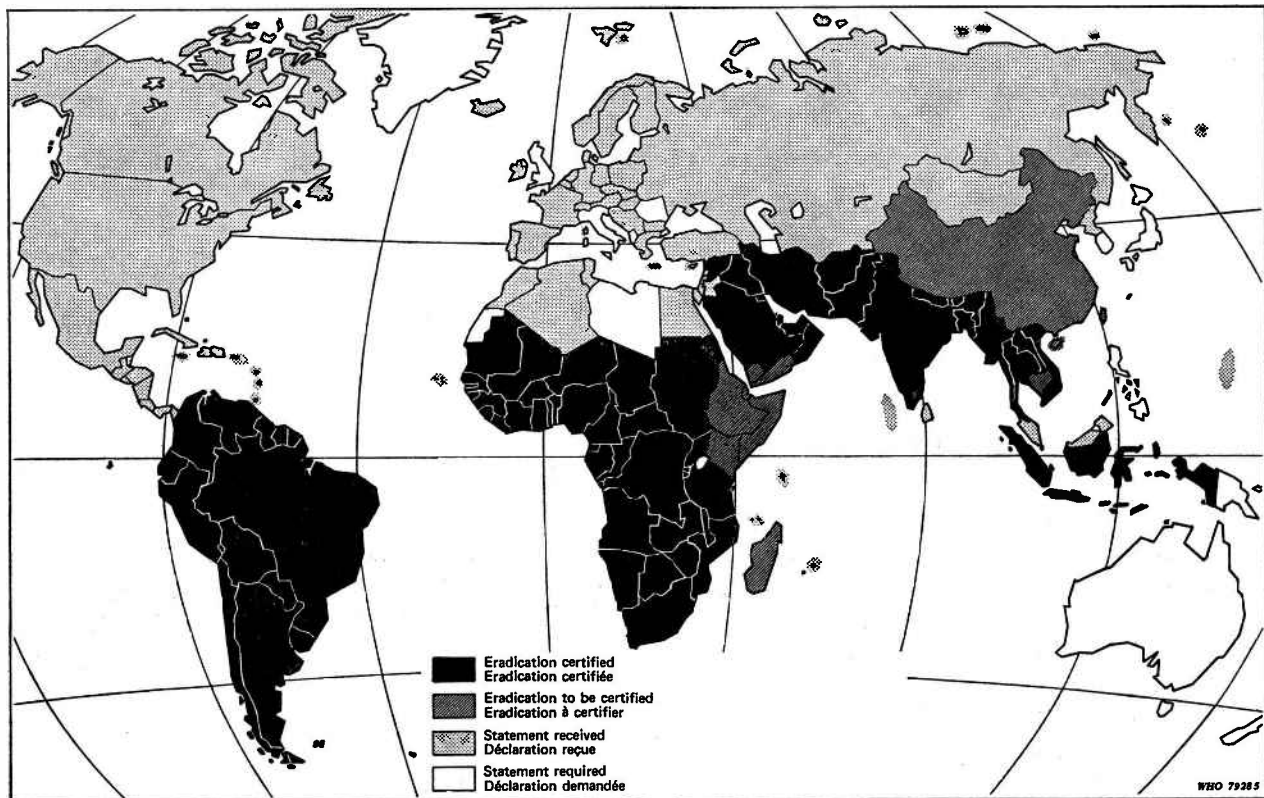 Eradication certified
Eradication certifiée
Eradication to be certified
Eradication à certifier
Statement received
Déclaration reçue
Statement required
Déclaration demandée
WHO 79285